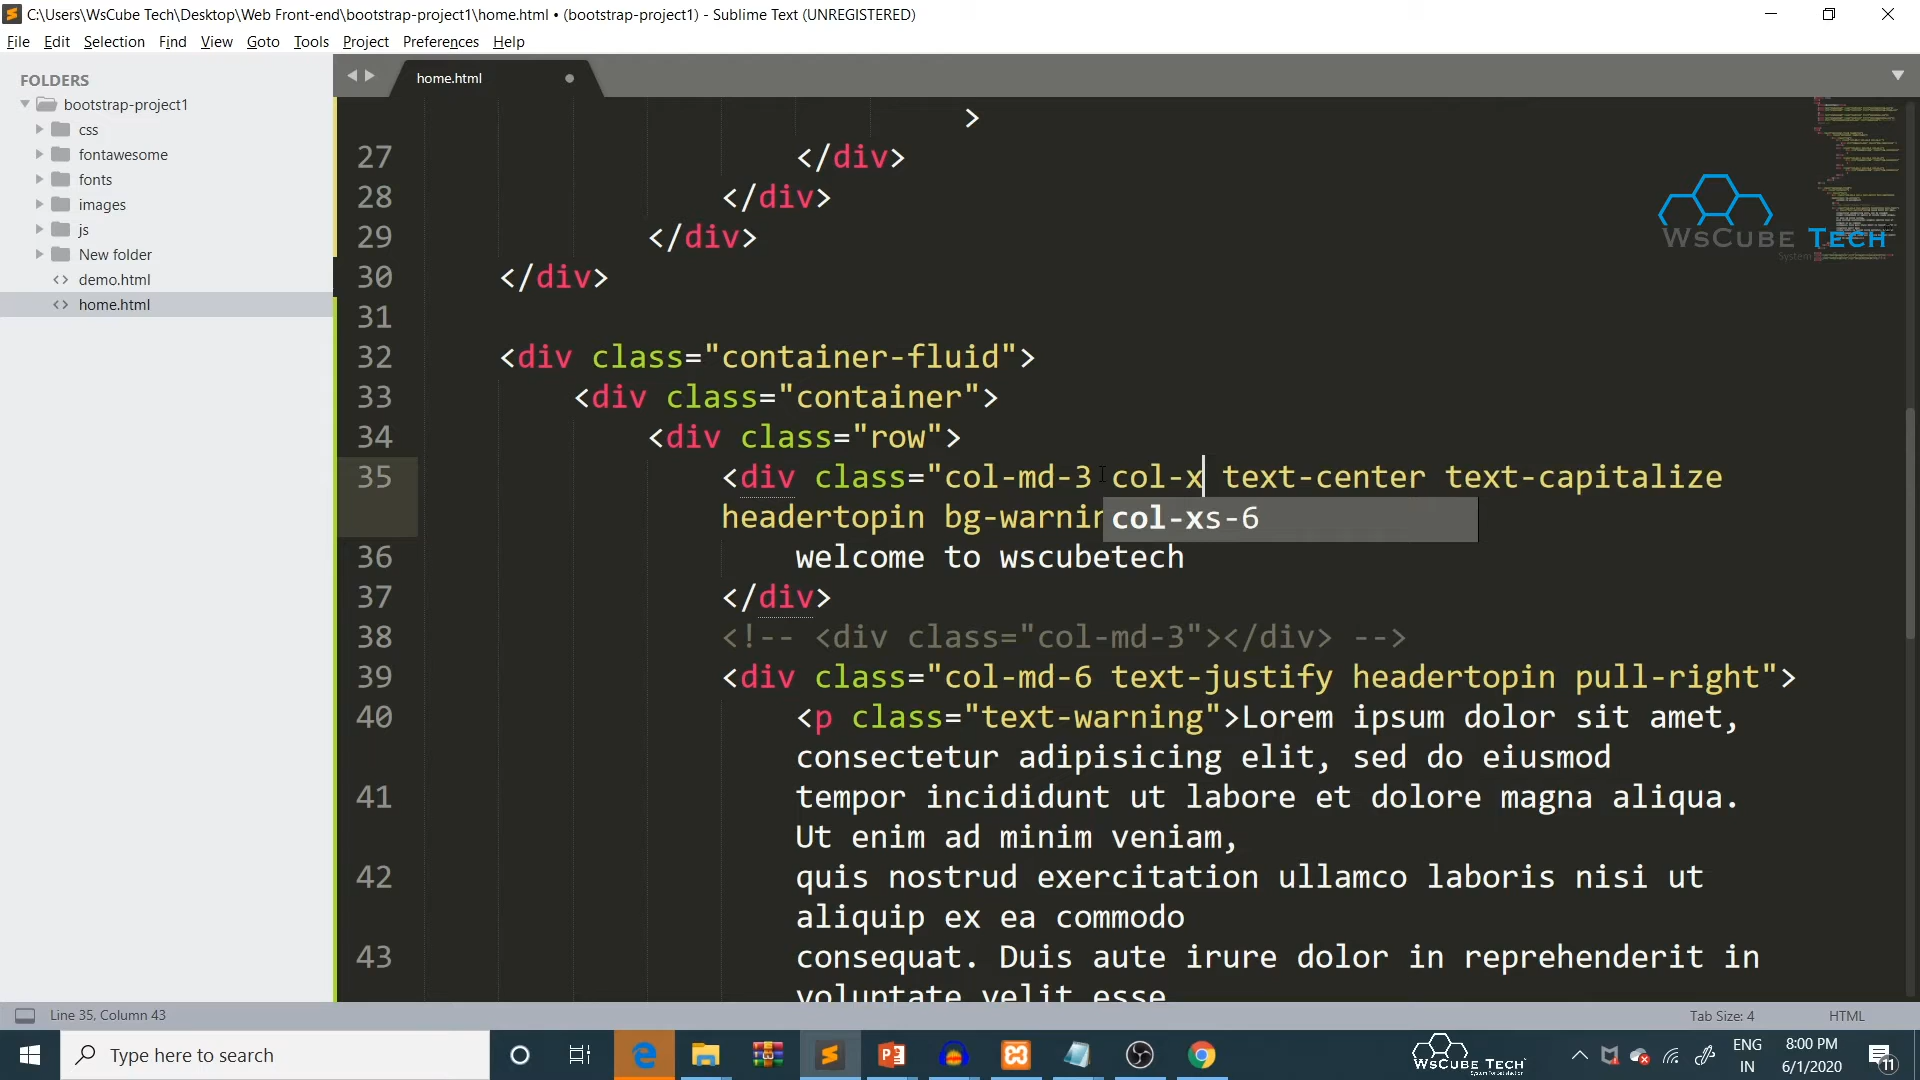 C:\Users\WsCube Tech\Desktop\Web Front-end\bootstrap-project1\home.html • (bootstrap-project1) - Sublime Text (UNREGISTERED)
File Edit Selection Find View Goto Tools Project Preferences Help
FOLDERS
bootstrap-project1
css
fontawesome
fonts
images
js
New folder
demo.html
home.html
home.html
>
27 </div>
28 </div>
29 </div>
30 </div>
31
32 <div class="container-fluid">
33 <div class="container">
34 <div class="row">
35 <div class="col-md-3 col-x text-center text-capitalize
headertopin bg-warnin
col-xs-6
36 welcome to wscubetech
37 </div>
38 <!-- <div class="col-md-3"></div> -->
39 <div class="col-md-6 text-justify headertopin pull-right">
40 <p class="text-warning">Lorem ipsum dolor sit amet,
consectetur adipisicing elit, sed do eiusmod
41 tempor incididunt ut labore et dolore magna aliqua.
Ut enim ad minim veniam,
42 quis nostrud exercitation ullamco laboris nisi ut
aliquip ex ea commodo
43 consequat. Duis aute irure dolor in reprehenderit in
voluptate velit esse
WsCube Tech
System
Line 35, Column 43
Tab Size: 4
HTML
Type here to search
WsCube Tech
ENG
IN
8:00 PM
6/1/2020
11